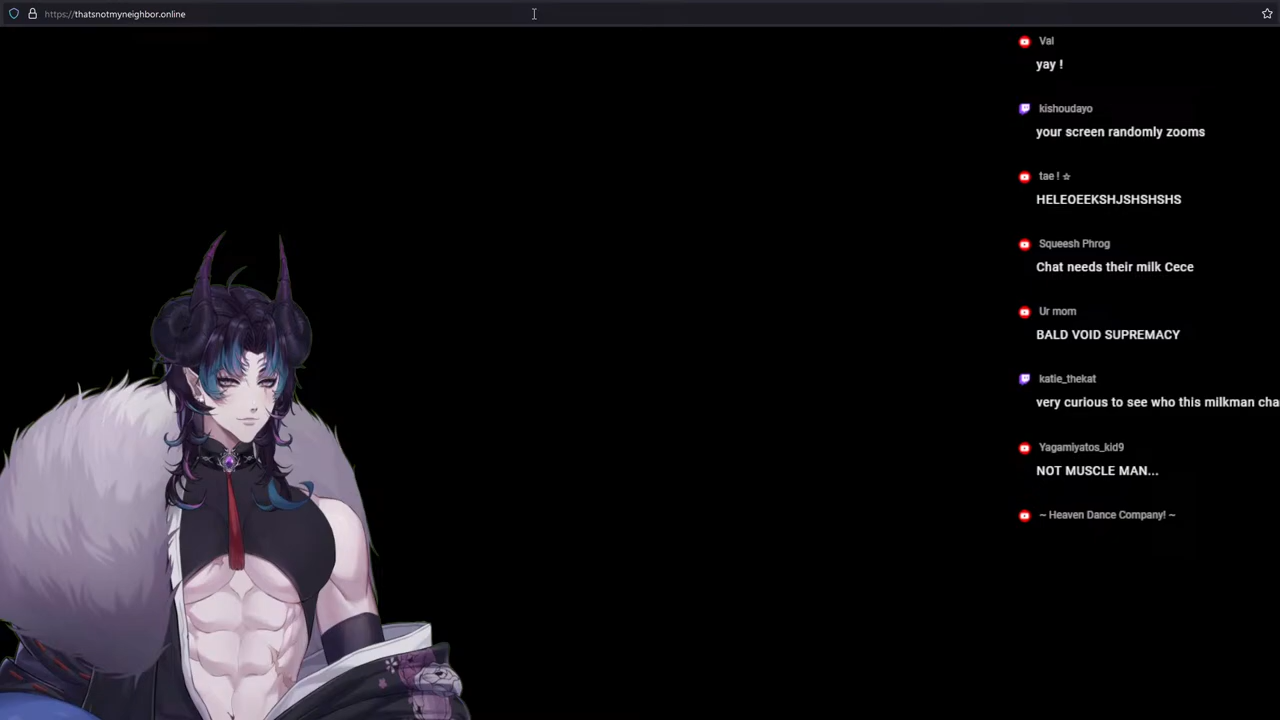 https://thatsnotmyneighbor.online
Val
yay !
kishoudayo
your screen randomly zooms
tae ! ☆
HELEOEEKSHJSHSHSHS
Squeesh Phrog
Chat needs their milk Cece
Ur mom
BALD VOID SUPREMACY
katie_thekat
very curious to see who this milkman cha
Yagamiyatos_kid9
NOT MUSCLE MAN...
~ Heaven Dance Company! ~